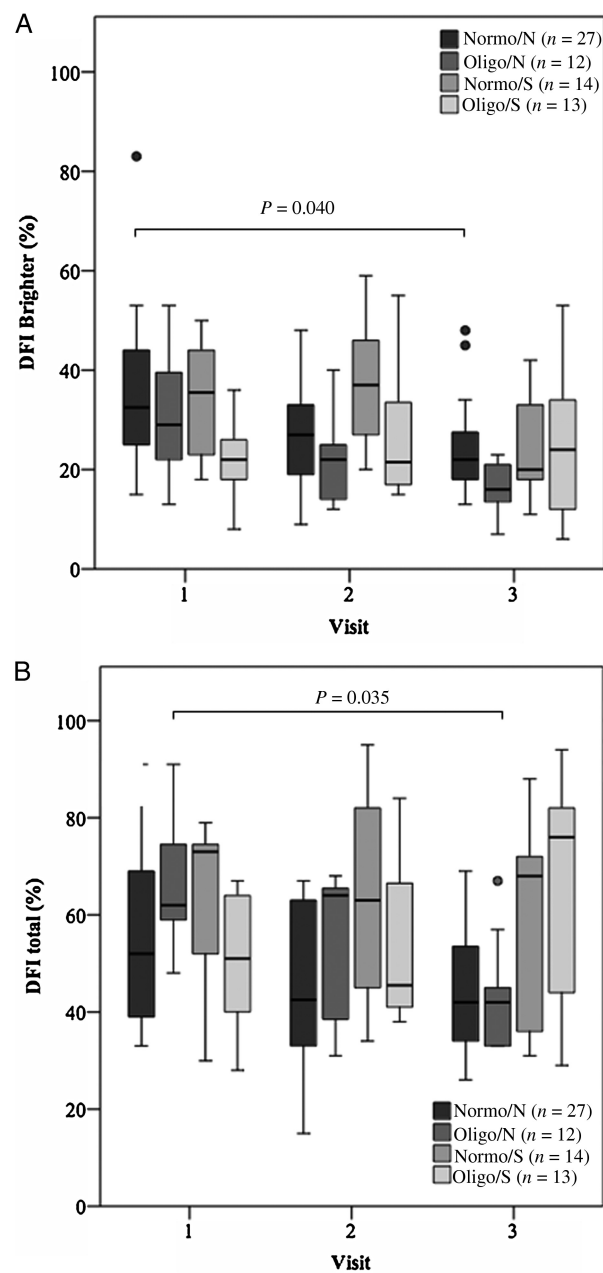 A
Normo/N (n = 27)
Oligo/N (n = 12)
Normo/S (n = 14)
Oligo/S (n = 13)
100
80
60
40
20
0
DFI Brighter (%)
P = 0.040
1 2 3
Visit
B
100
80
60
40
20
0
DFI total (%)
P = 0.035
Normo/N (n = 27)
Oligo/N (n = 12)
Normo/S (n = 14)
Oligo/S (n = 13)
1 2 3
Visit